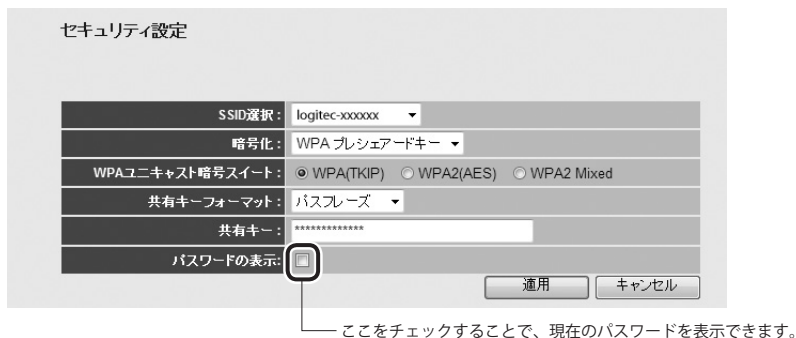 セキュリティ設定
SSID選択： logitec-xxxxxx
暗号化： WPA プレシェアードキー
WPAユニキャスト暗号スイート： WPA(TKIP) WPA2(AES) WPA2 Mixed
共有キーフォーマット： パスフレーズ
共有キー： *************
パスワードの表示:
適用 キャンセル
ここをチェックすることで、現在のパスワードを表示できます。